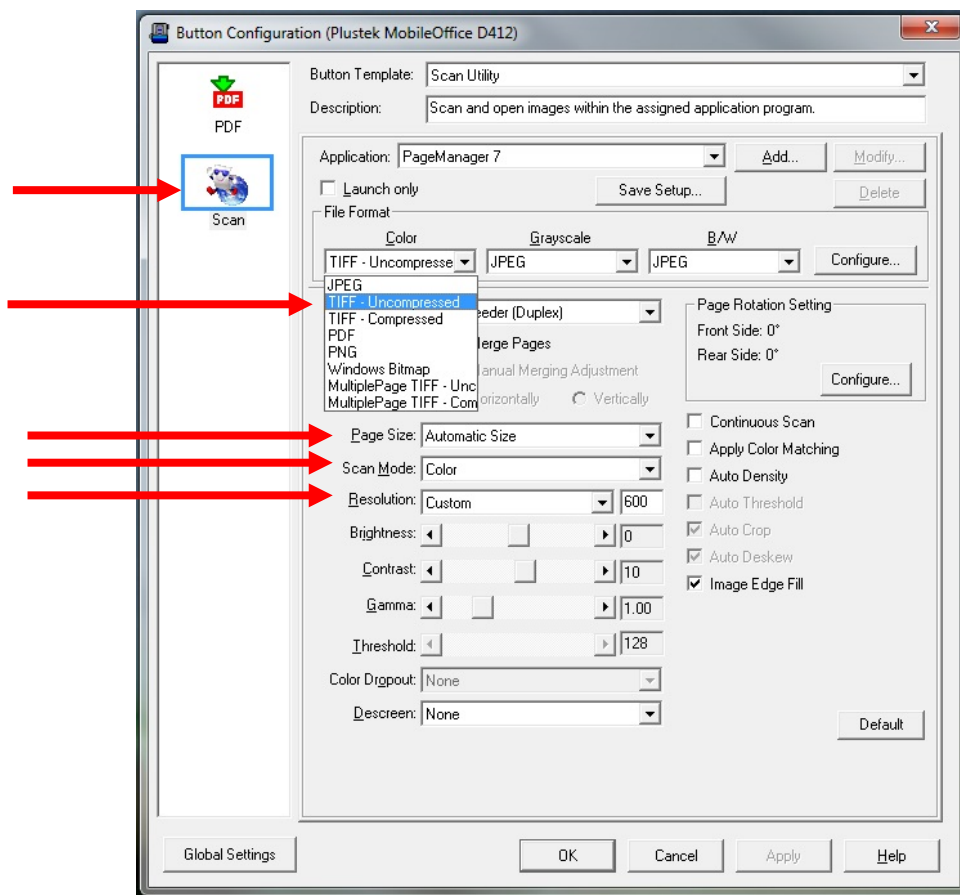 Button Configuration (Plustek MobileOffice D412)
PDF
PDF
Scan
Button Template: Scan Utility
Description: Scan and open images within the assigned application program.
Application: PageManager 7 Add... Modify...
Launch only Save Setup... Delete
File Format
Color Grayscale B/W
TIFF - Uncompresse JPEG JPEG Configure...
JPEG
TIFF - Uncompressed
TIFF - Compressed
PDF
PNG
Windows Bitmap
MultiplePage TIFF - Unc
MultiplePage TIFF - Com
eeder (Duplex)
erge Pages
anual Merging Adjustment
orizontally Vertically
Page Rotation Setting
Front Side: 0°
Rear Side: 0°
Configure...
Page Size: Automatic Size
Scan Mode: Color
Resolution: Custom 600
Brightness: 0
Contrast: 10
Gamma: 1.00
Threshold: 128
Color Dropout: None
Descreen: None
Continuous Scan
Apply Color Matching
Auto Density
Auto Threshold
Auto Crop
Auto Deskew
Image Edge Fill
Default
Global Settings OK Cancel Apply Help